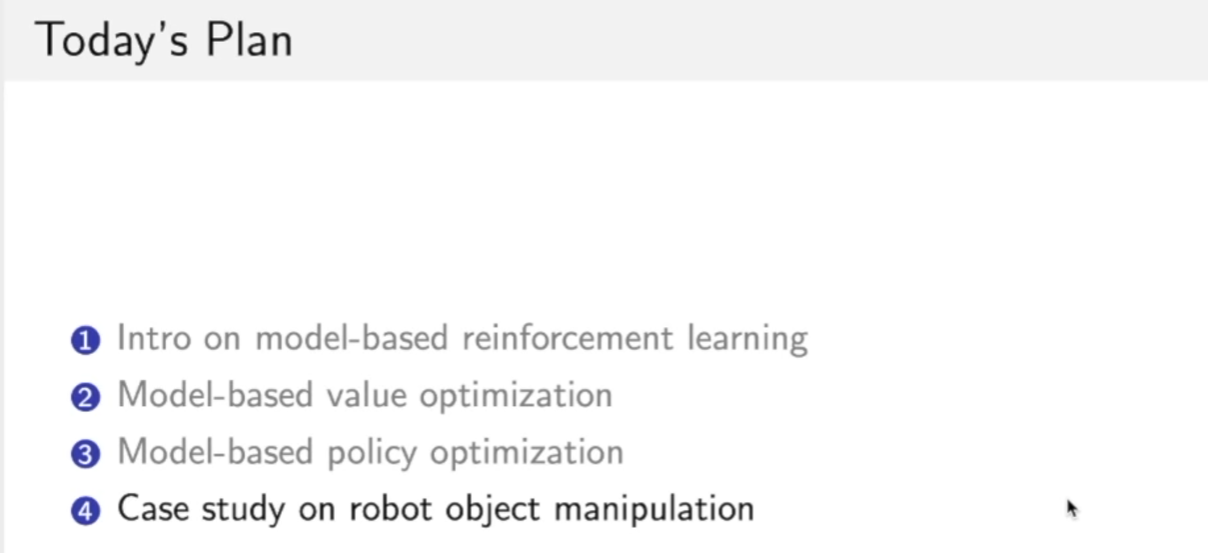 Today's Plan
1 Intro on model-based reinforcement learning
2 Model-based value optimization
3 Model-based policy optimization
4 Case study on robot object manipulation